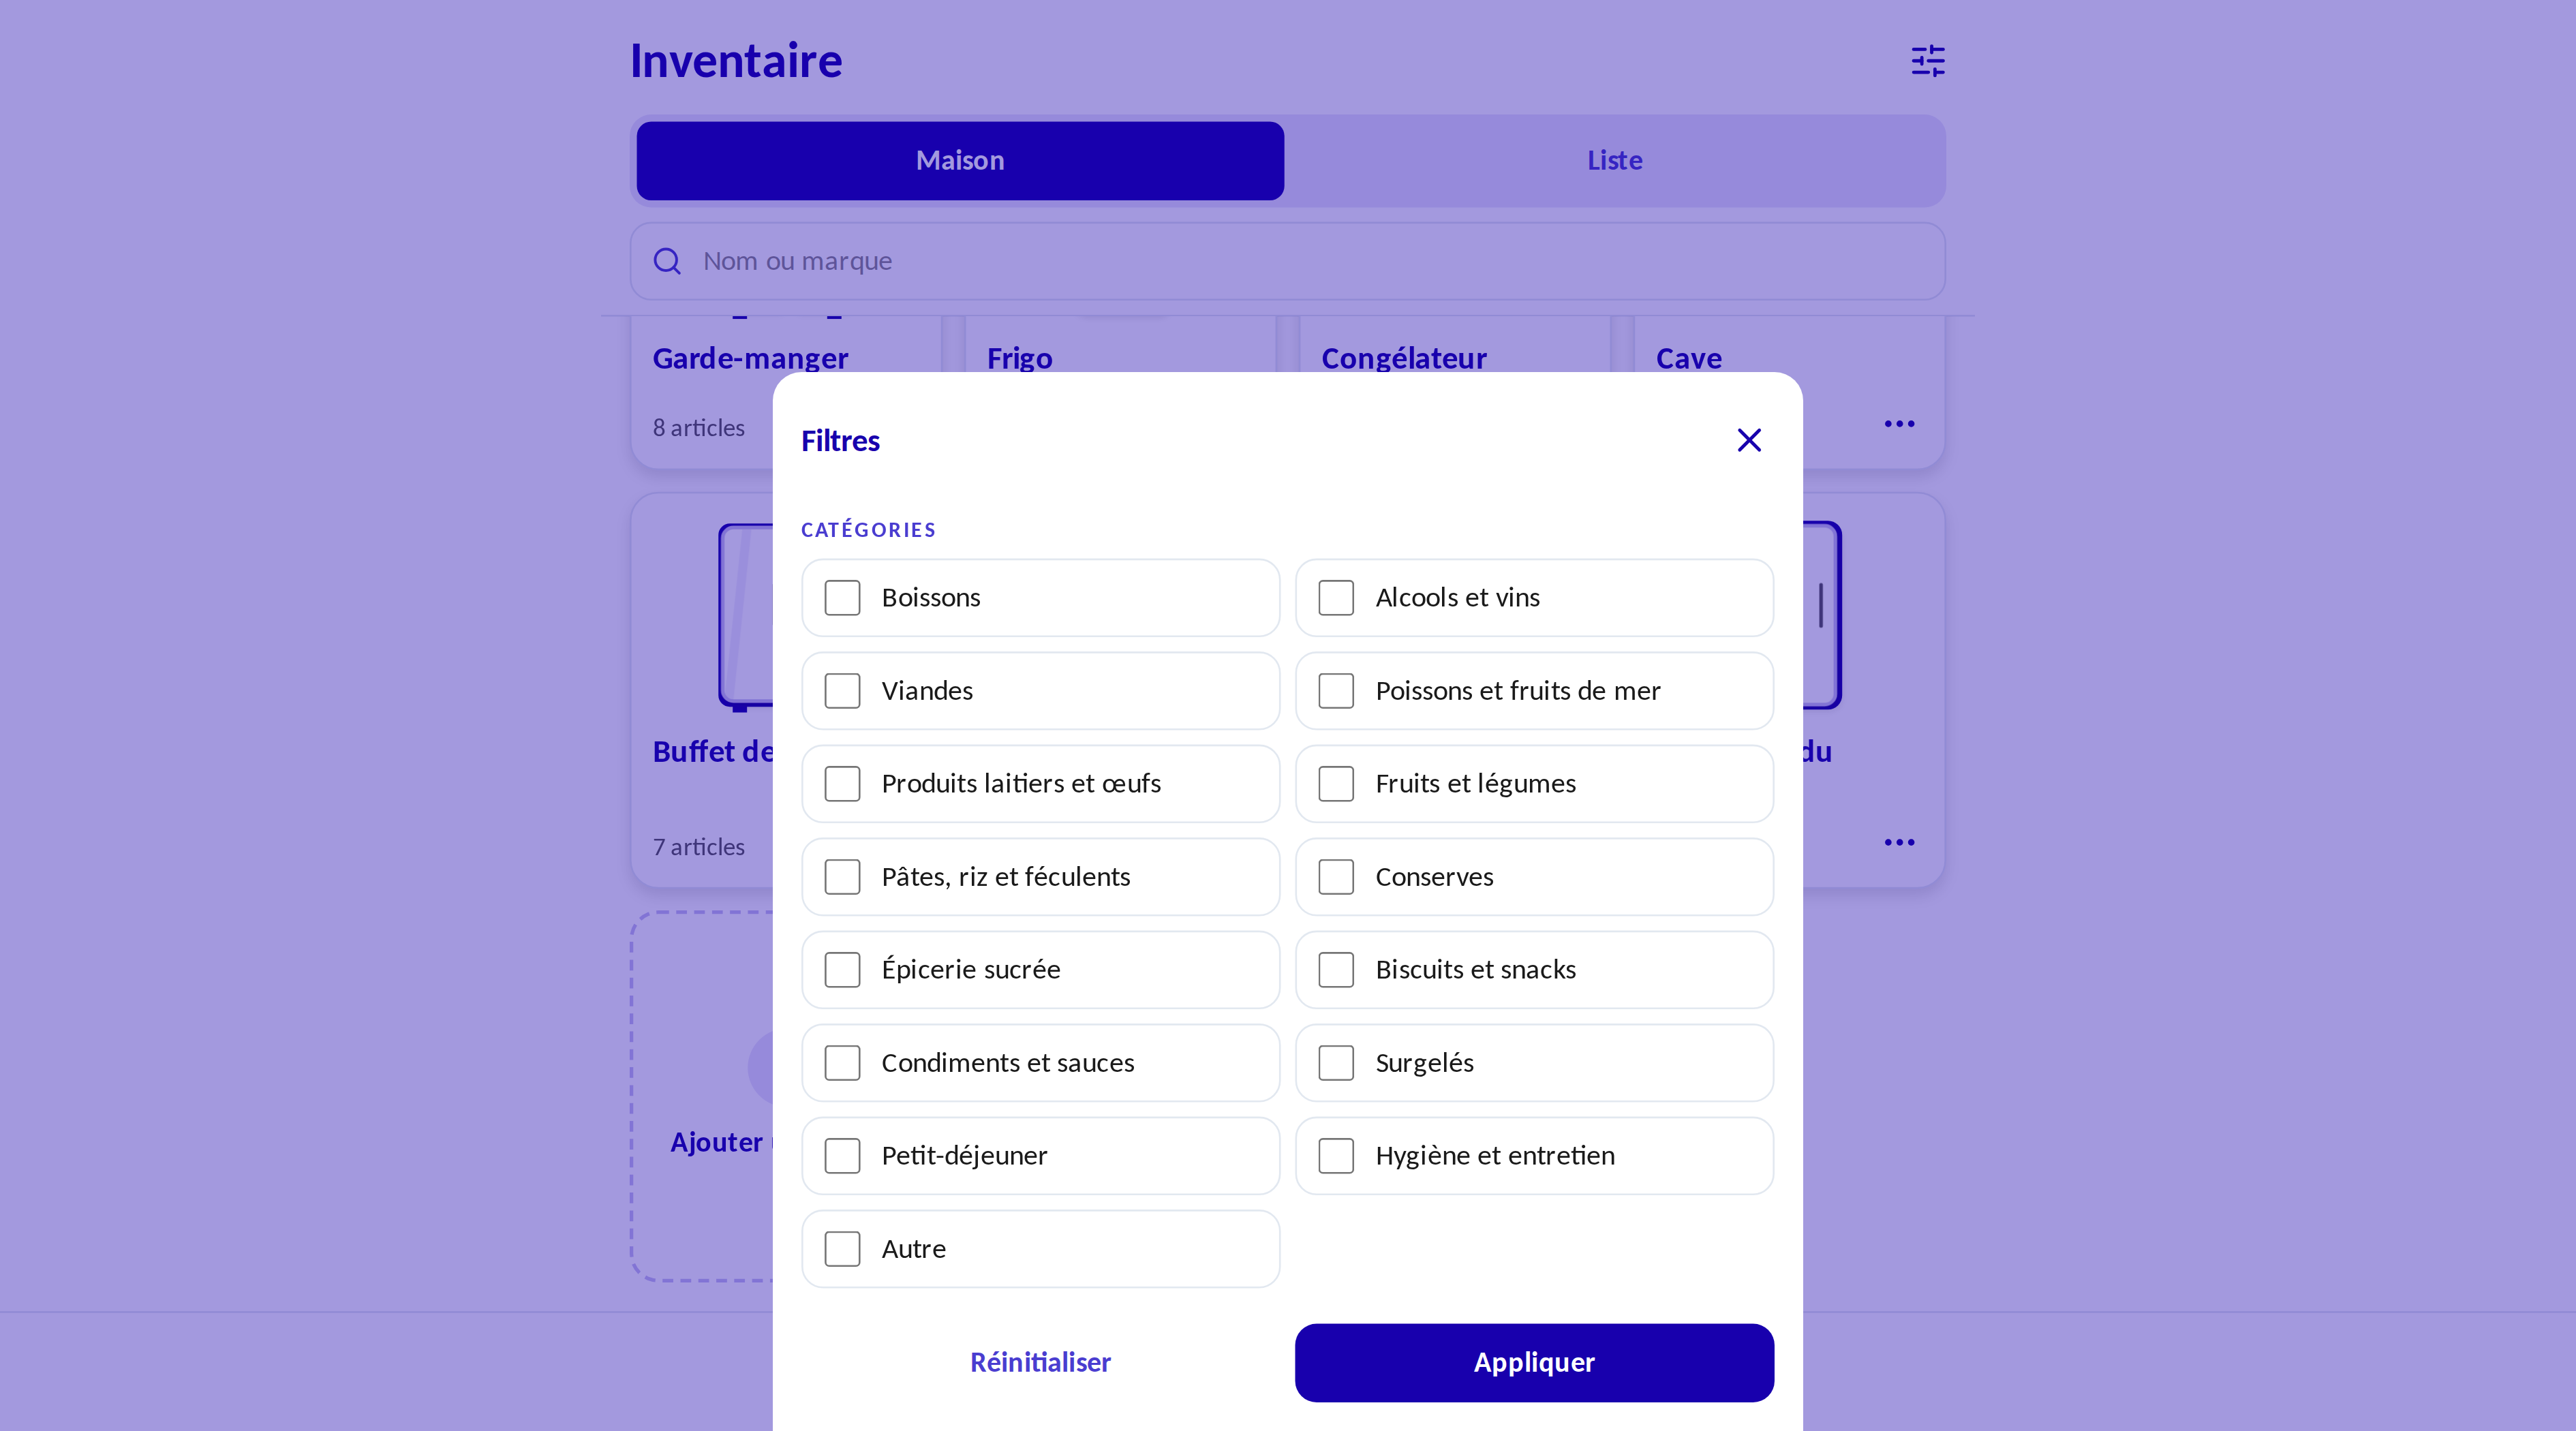 Inventaire
Maison
Liste
Nom ou marque
Garde-manger
Frigo
Congélateur
Cave
8 articles
Filtres
CATÉGORIES
Boissons
Alcools et vins
Viandes
Poissons et fruits de mer
Produits laitiers et œufs
Fruits et légumes
Pâtes, riz et féculents
Conserves
Épicerie sucrée
Biscuits et snacks
Condiments et sauces
Surgelés
Petit-déjeuner
Hygiène et entretien
Autre
Réinitialiser
Appliquer
Buffet de
du
7 articles
Ajouter